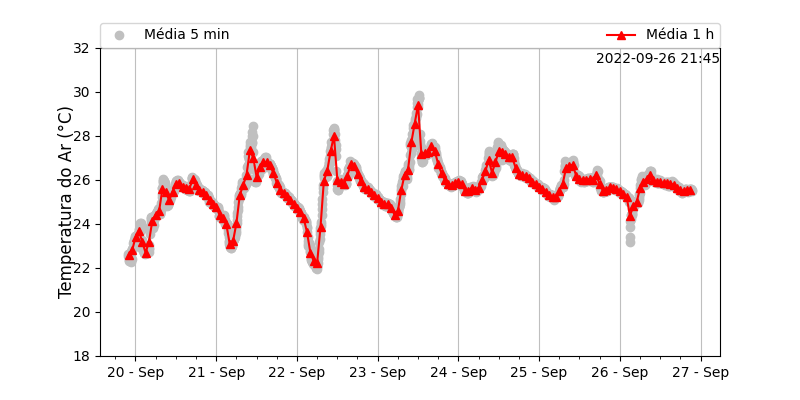 Média 5 min
Média 1 h
2022-09-26 21:45
Temperatura do Ar (°C)
32
30
28
26
24
22
20
18
20 - Sep
21 - Sep
22 - Sep
23 - Sep
24 - Sep
25 - Sep
26 - Sep
27 - Sep